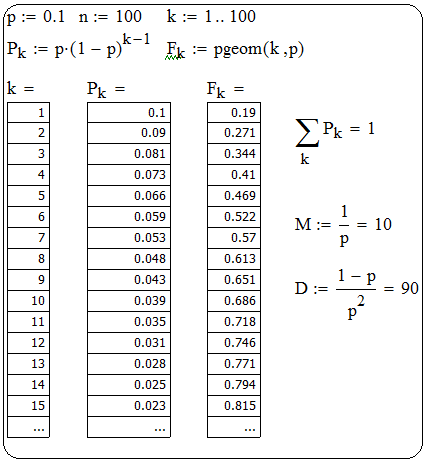 p := 0.1 n := 100 k := 1 .. 100
P_k := p·(1 − p)^(k−1) F_k := pgeom(k,p)
k = P_k = F_k =
1 0.1 0.19
2 0.09 0.271
3 0.081 0.344
4 0.073 0.41
5 0.066 0.469
6 0.059 0.522
7 0.053 0.57
8 0.048 0.613
9 0.043 0.651
10 0.039 0.686
11 0.035 0.718
12 0.031 0.746
13 0.028 0.771
14 0.025 0.794
15 0.023 0.815
... ... ...
∑_k P_k = 1
M := 1/p = 10
D := (1 − p)/p^2 = 90